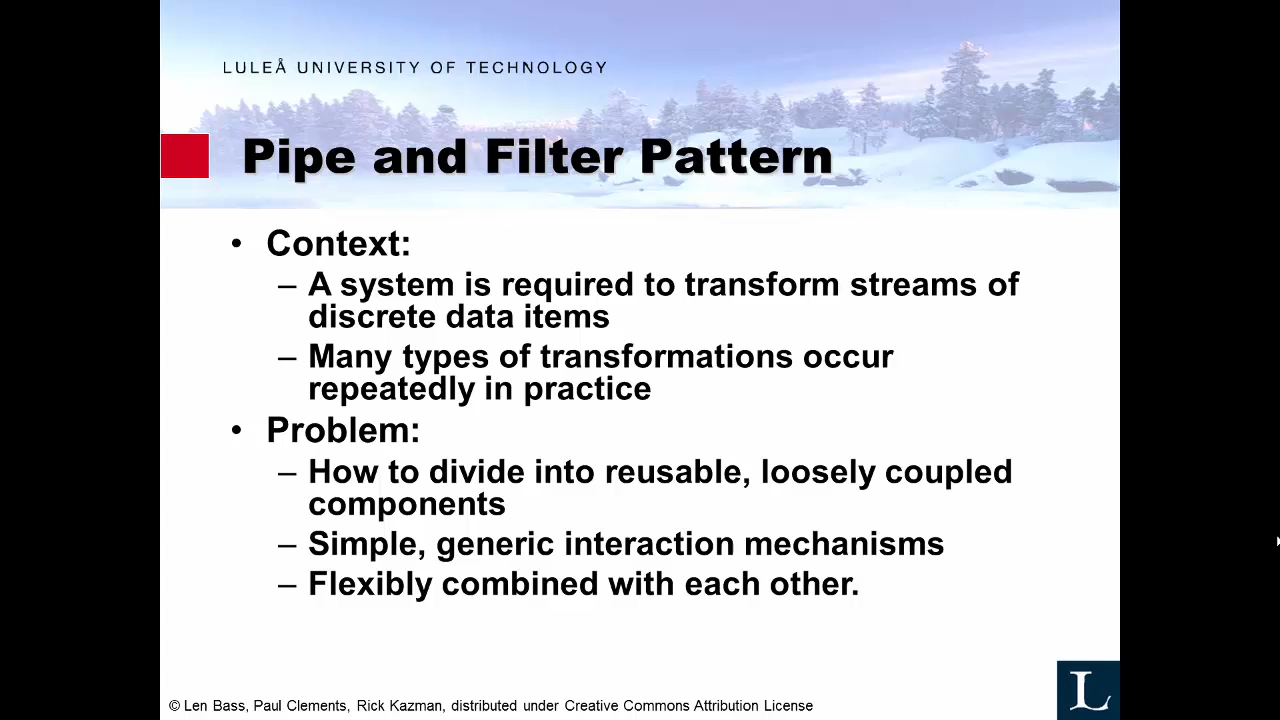 LULEÅ UNIVERSITY OF TECHNOLOGY
Pipe and Filter Pattern
• Context:
– A system is required to transform streams of
discrete data items
– Many types of transformations occur
repeatedly in practice
• Problem:
– How to divide into reusable, loosely coupled
components
– Simple, generic interaction mechanisms
– Flexibly combined with each other.
© Len Bass, Paul Clements, Rick Kazman, distributed under Creative Commons Attribution License
L